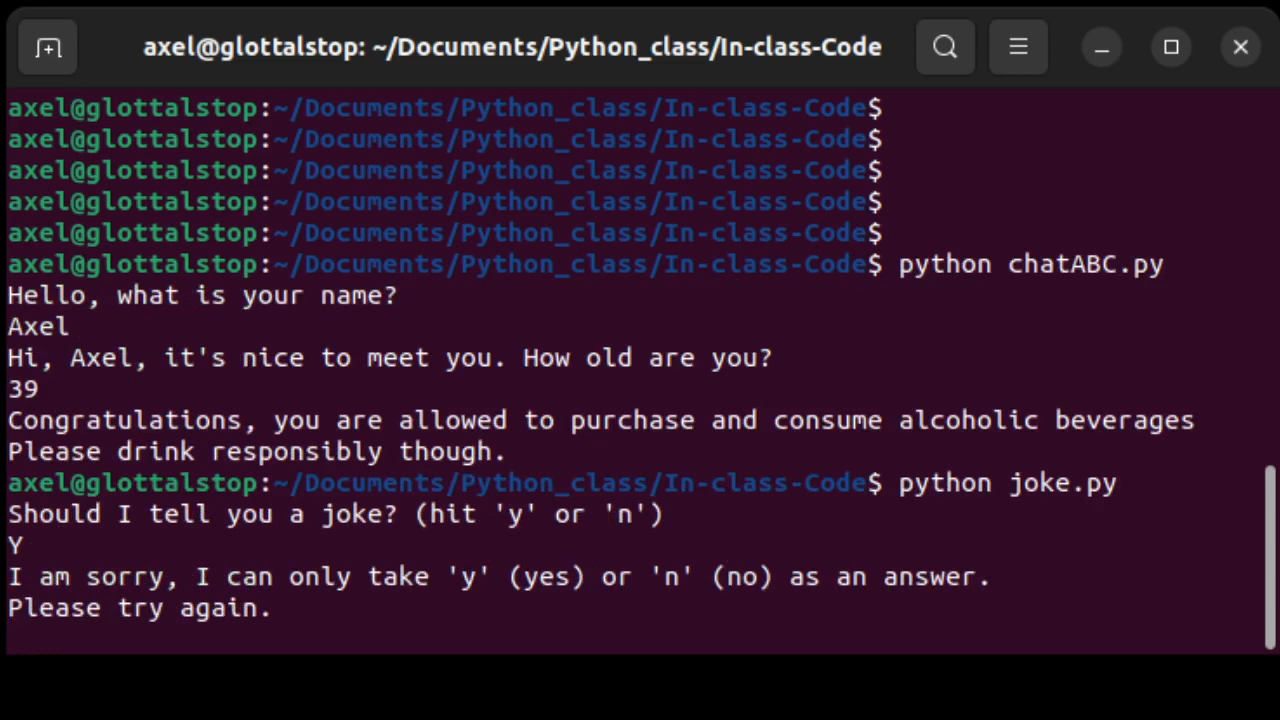 axel@glottalstop: ~/Documents/Python_class/In-class-Code
axel@glottalstop:~/Documents/Python_class/In-class-Code$
axel@glottalstop:~/Documents/Python_class/In-class-Code$
axel@glottalstop:~/Documents/Python_class/In-class-Code$
axel@glottalstop:~/Documents/Python_class/In-class-Code$
axel@glottalstop:~/Documents/Python_class/In-class-Code$
axel@glottalstop:~/Documents/Python_class/In-class-Code$ python chatABC.py
Hello, what is your name?
Axel
Hi, Axel, it's nice to meet you. How old are you?
39
Congratulations, you are allowed to purchase and consume alcoholic beverages
Please drink responsibly though.
axel@glottalstop:~/Documents/Python_class/In-class-Code$ python joke.py
Should I tell you a joke? (hit 'y' or 'n')
Y
I am sorry, I can only take 'y' (yes) or 'n' (no) as an answer.
Please try again.